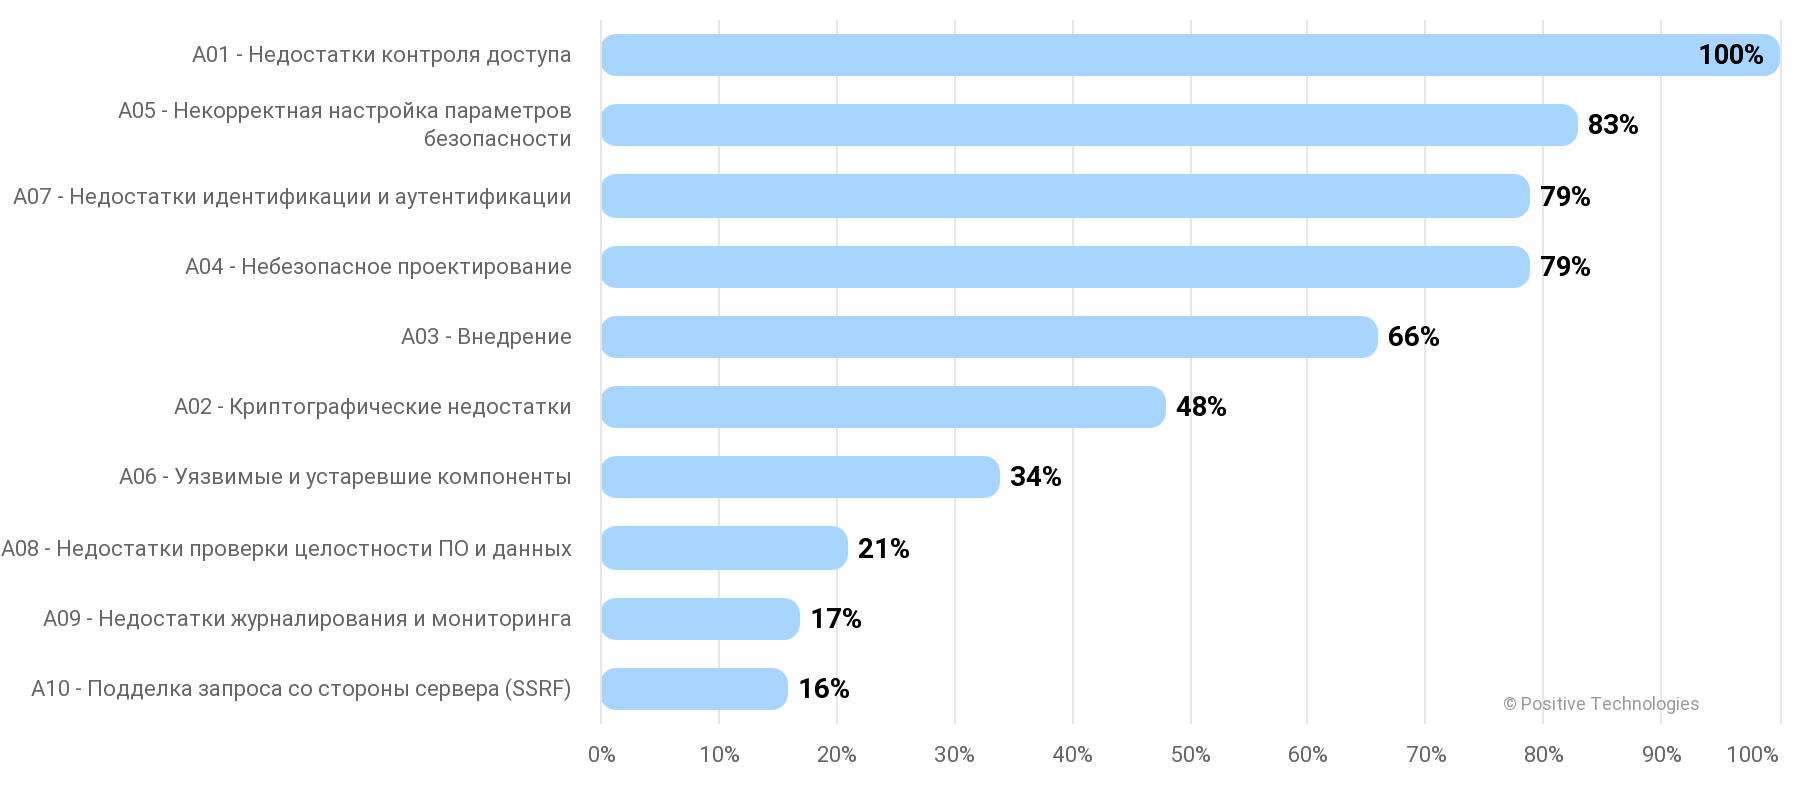 A01 - Недостатки контроля доступа
100%
A05 - Некорректная настройка параметров
безопасности
83%
A07 - Недостатки идентификации и аутентификации
79%
A04 - Небезопасное проектирование
79%
A03 - Внедрение
66%
A02 - Криптографические недостатки
48%
A06 - Уязвимые и устаревшие компоненты
34%
A08 - Недостатки проверки целостности ПО и данных
21%
A09 - Недостатки журналирования и мониторинга
17%
A10 - Подделка запроса со стороны сервера (SSRF)
16%
© Positive Technologies
0% 10% 20% 30% 40% 50% 60% 70% 80% 90% 100%